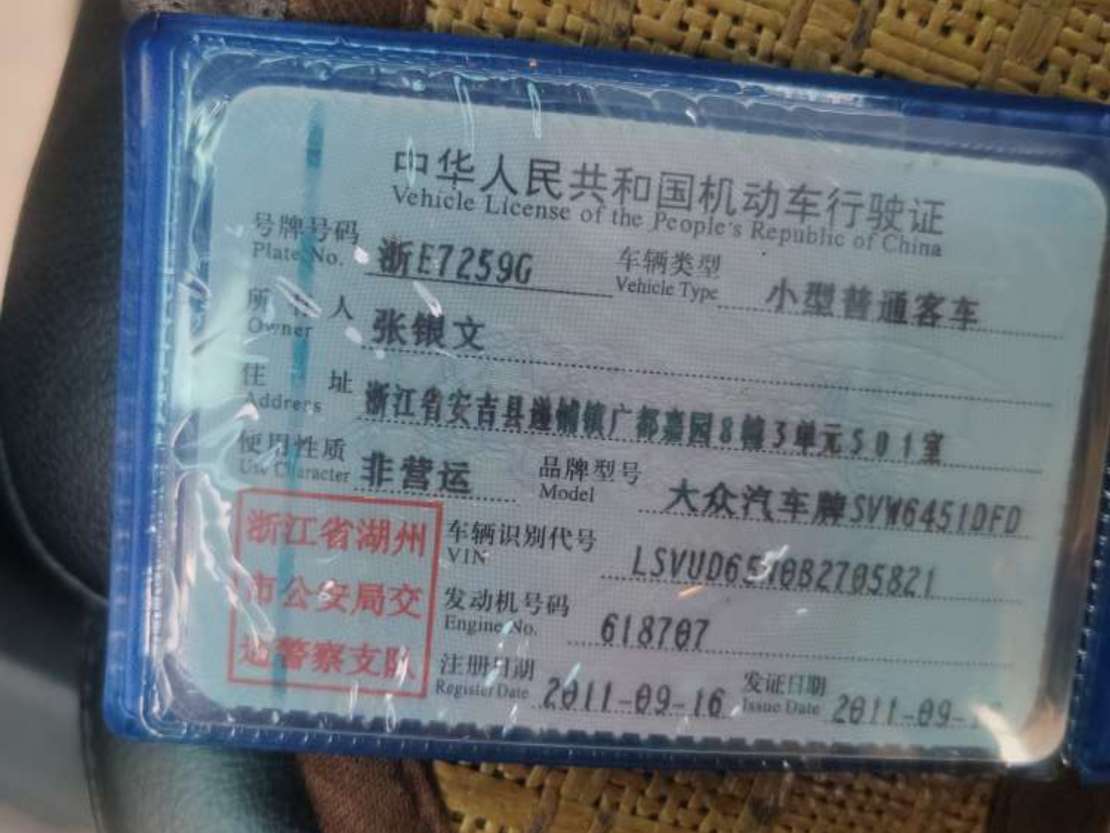 中华人民共和国机动车行驶证
Vehicle License of the People's Republic of China
号牌号码 浙E7259G 车辆类型 小型普通客车
Plate No. Vehicle Type
所有人 张银文
Owner
住址 浙江省安吉县递铺镇广都嘉园8幢3单元501室
Address
使用性质 非营运 品牌型号 大众汽车牌SVW6451DFD
Use Character Model
浙江省湖州
市公安局交
通警察支队
车辆识别代号
VIN
发动机号码 618707
Engine No.
注册日期 2011-09-16 发证日期
Register Date Issue Date